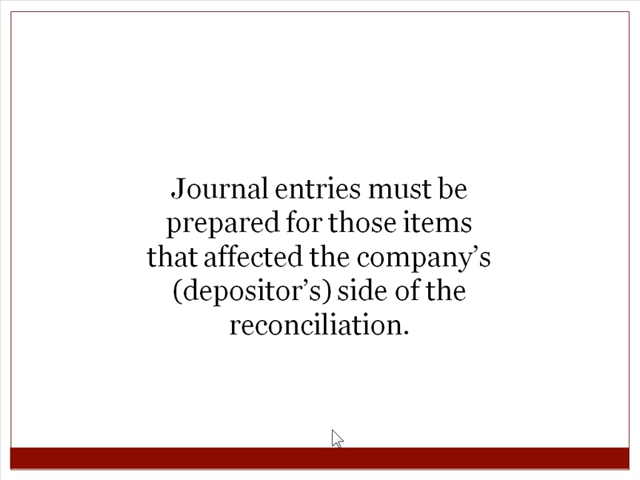 Journal entries must be
prepared for those items
that affected the company’s
(depositor’s) side of the
reconciliation.